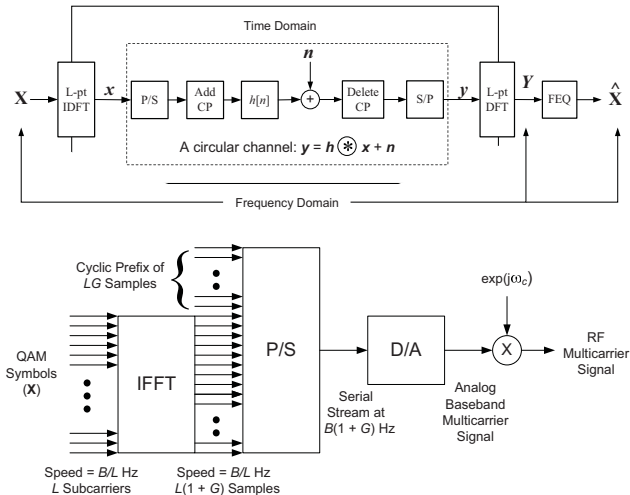 Time Domain
n
X
L-pt
IDFT
x
P/S
Add
CP
h[n]
+
Delete
CP
S/P
y
L-pt
DFT
Y
FEQ
X̂
A circular channel: y = h ⊛ x + n
Frequency Domain
Cyclic Prefix of
LG Samples
QAM
Symbols
(X)
IFFT
P/S
D/A
exp(jωc)
X
RF
Multicarrier
Signal
Serial
Stream at
B(1 + G) Hz
Analog
Baseband
Multicarrier
Signal
Speed = B/L Hz
L Subcarriers
Speed = B/L Hz
L(1 + G) Samples